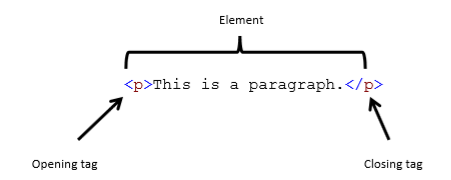 Element
<p>This is a paragraph.</p>
Opening tag
Closing tag